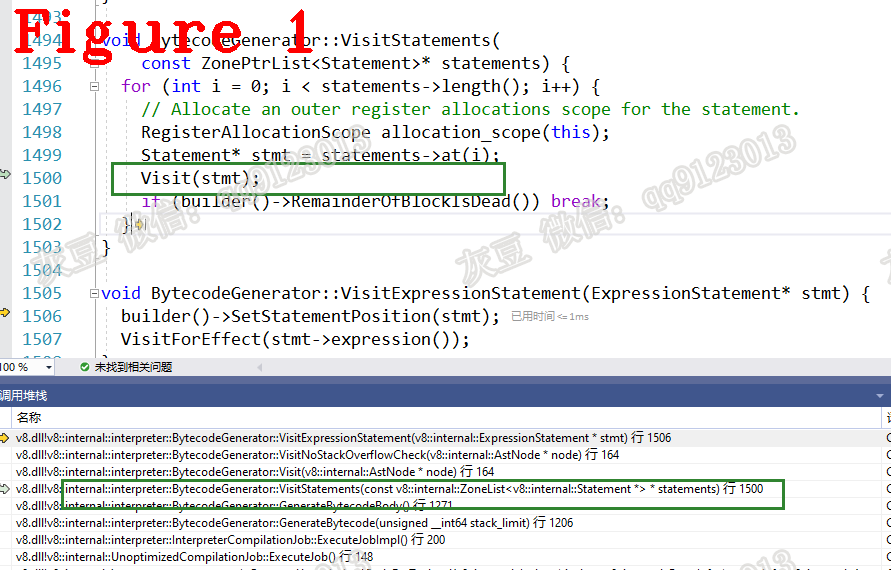 Figure 1
1493 }
1494 void BytecodeGenerator::VisitStatements(
1495 const ZonePtrList<Statement>* statements) {
1496 for (int i = 0; i < statements->length(); i++) {
1497 // Allocate an outer register allocations scope for the statement.
1498 RegisterAllocationScope allocation_scope(this);
1499 Statement* stmt = statements->at(i);
1500 Visit(stmt);
1501 if (builder()->RemainderOfBlockIsDead()) break;
1502 }
1503 }
1504
1505 void BytecodeGenerator::VisitExpressionStatement(ExpressionStatement* stmt) {
1506 builder()->SetStatementPosition(stmt); 已用时间<=1ms
1507 VisitForEffect(stmt->expression());
1508 }
灰豆 微信: qq9123013
灰豆 微信: qq9123013
100 % 未找到相关问题
调用堆栈
名称
v8.dll!v8::internal::interpreter::BytecodeGenerator::VisitExpressionStatement(v8::internal::ExpressionStatement * stmt) 行 1506
v8.dll!v8::internal::interpreter::BytecodeGenerator::VisitNoStackOverflowCheck(v8::internal::AstNode * node) 行 164
v8.dll!v8::internal::interpreter::BytecodeGenerator::Visit(v8::internal::AstNode * node) 行 164
v8.dll!v8::internal::interpreter::BytecodeGenerator::VisitStatements(const v8::internal::ZoneList<v8::internal::Statement *> * statements) 行 1500
v8.dll!v8::internal::interpreter::BytecodeGenerator::GenerateBytecodeBody() 行 1271
v8.dll!v8::internal::interpreter::BytecodeGenerator::GenerateBytecode(unsigned __int64 stack_limit) 行 1206
v8.dll!v8::internal::interpreter::InterpreterCompilationJob::ExecuteJobImpl() 行 200
v8.dll!v8::internal::UnoptimizedCompilationJob::ExecuteJob() 行 148